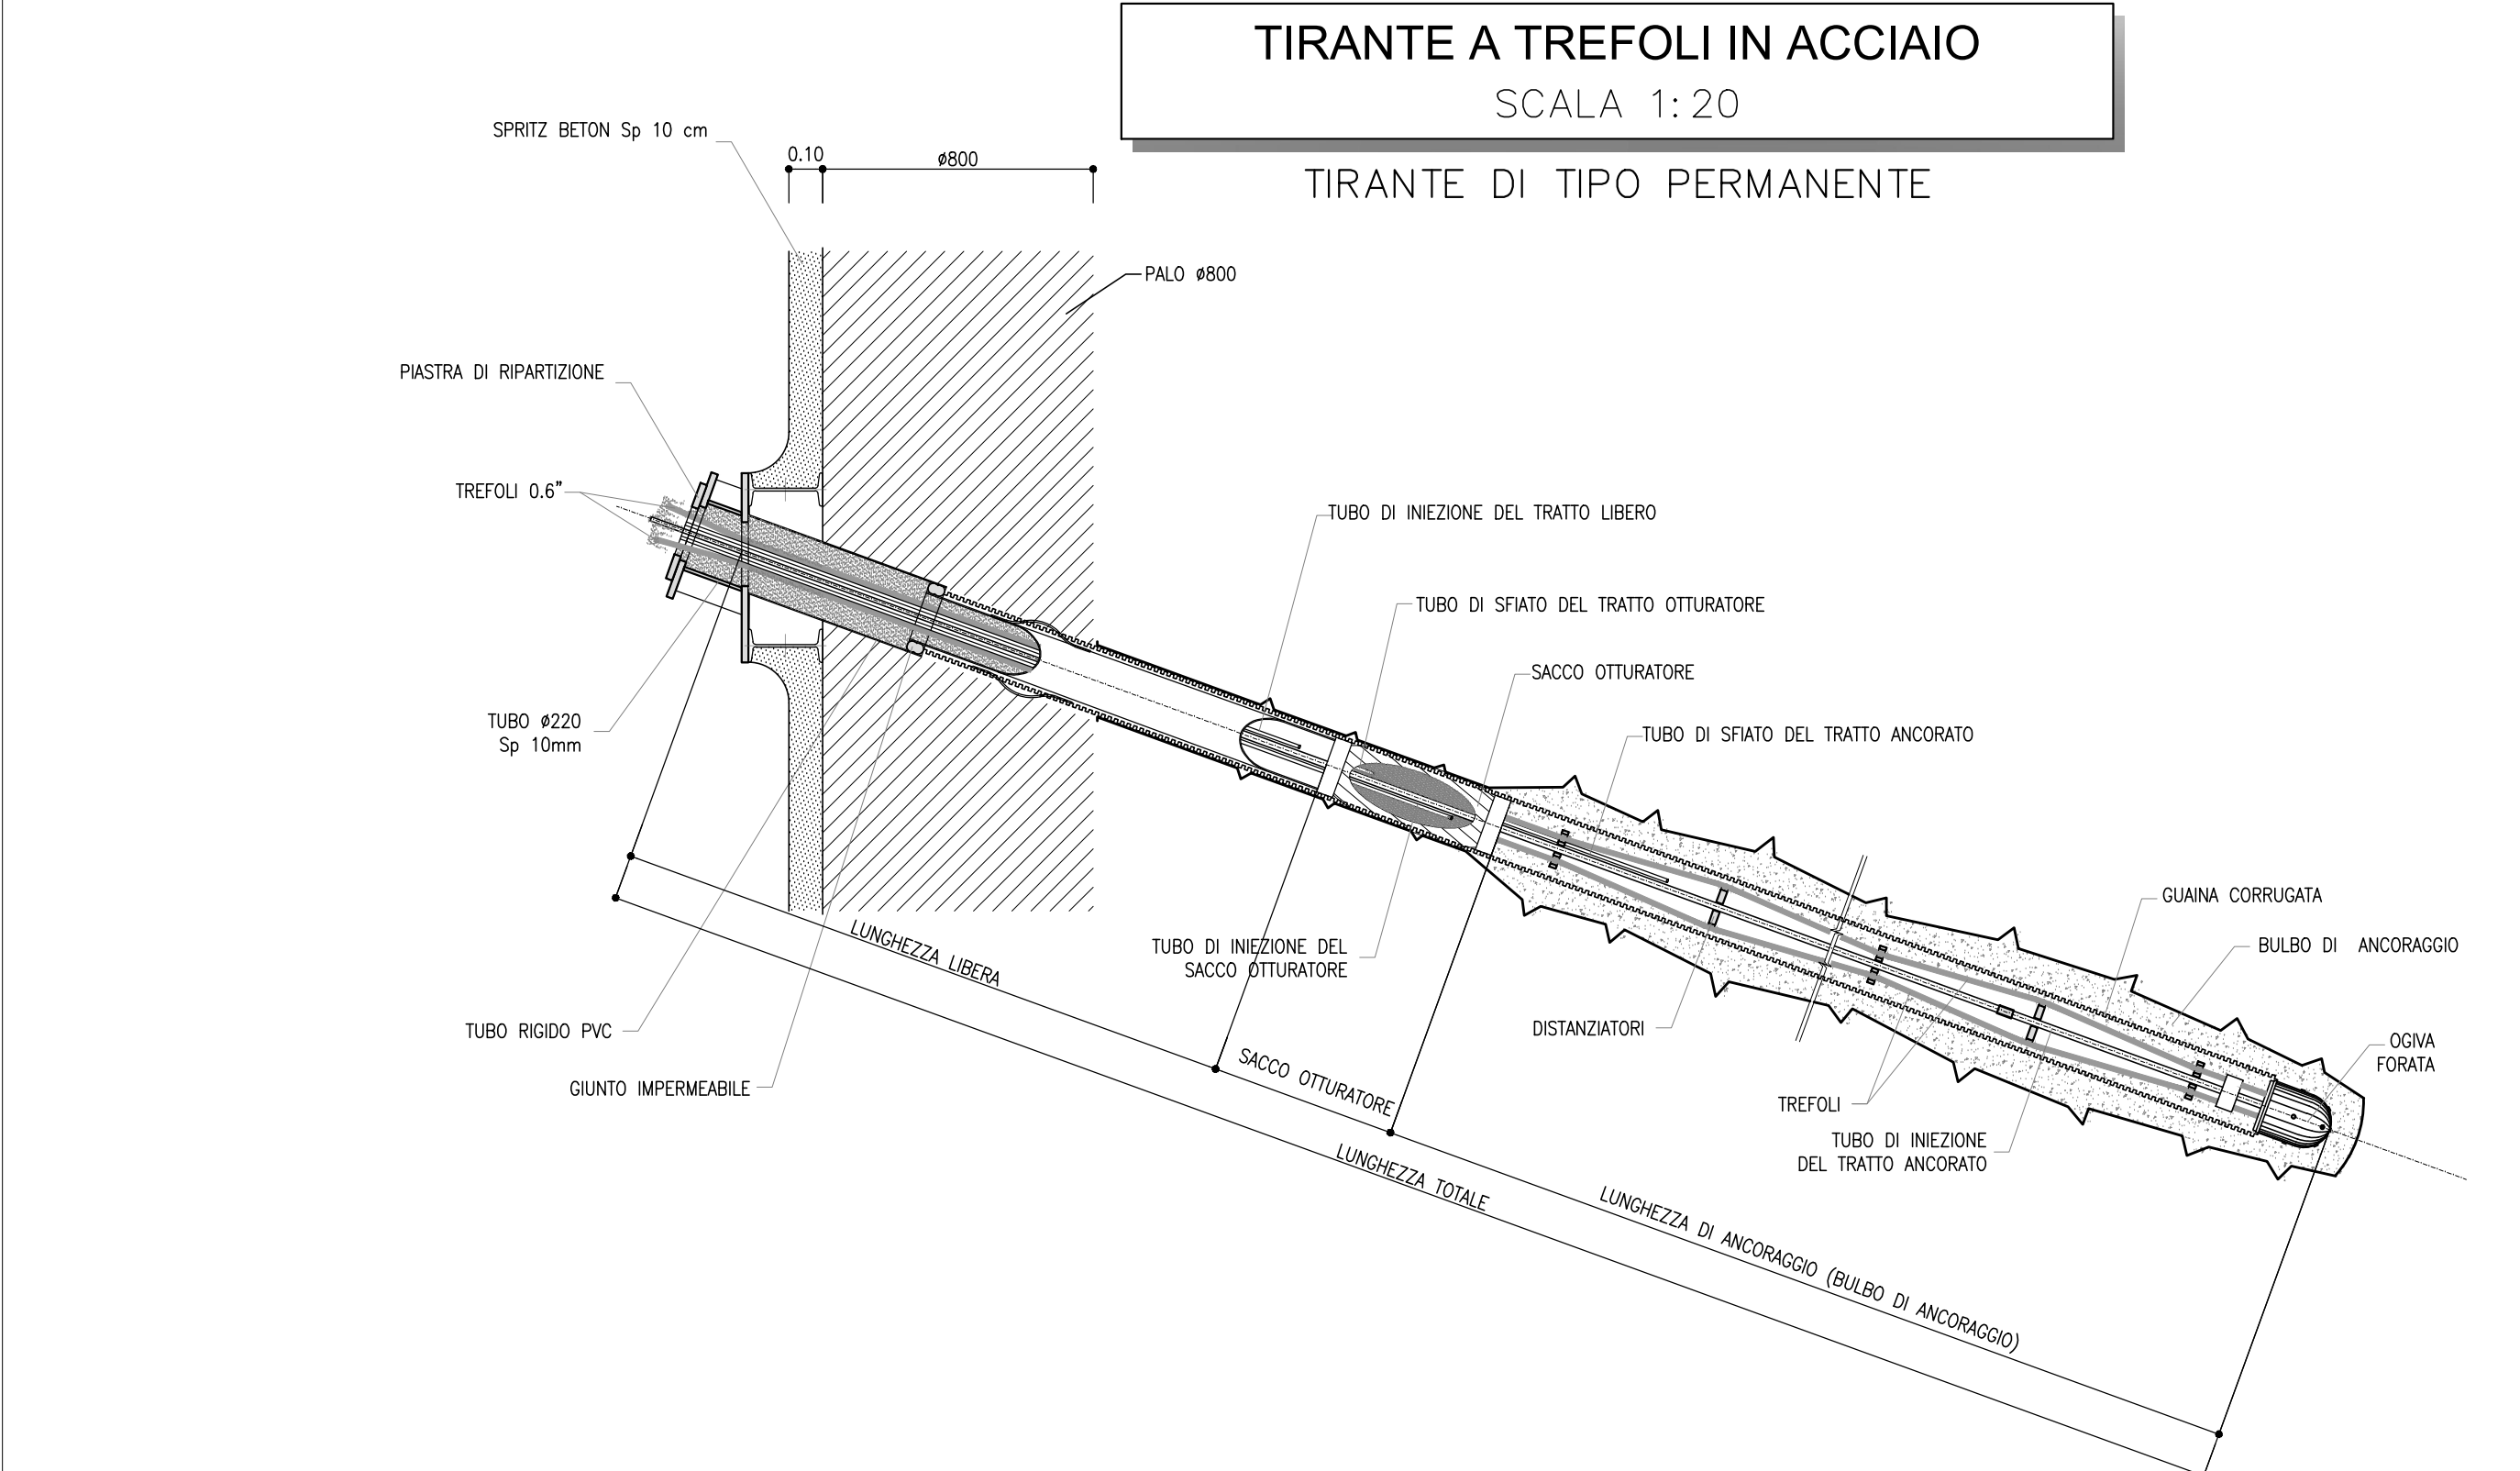 TIRANTE A TREFOLI IN ACCIAIO
SCALA 1:20
TIRANTE DI TIPO PERMANENTE
SPRITZ BETON Sp 10 cm
0.10
ø800
PALO ø800
PIASTRA DI RIPARTIZIONE
TREFOLI 0.6”
TUBO DI INIEZIONE DEL TRATTO LIBERO
TUBO DI SFIATO DEL TRATTO OTTURATORE
SACCO OTTURATORE
TUBO DI SFIATO DEL TRATTO ANCORATO
TUBO ø220
Sp 10mm
GUAINA CORRUGATA
BULBO DI ANCORAGGIO
LUNGHEZZA LIBERA
TUBO DI INIEZIONE DEL
SACCO OTTURATORE
TUBO RIGIDO PVC
DISTANZIATORI
OGIVA
FORATA
GIUNTO IMPERMEABILE
SACCO OTTURATORE
TREFOLI
TUBO DI INIEZIONE
DEL TRATTO ANCORATO
LUNGHEZZA TOTALE
LUNGHEZZA DI ANCORAGGIO (BULBO DI ANCORAGGIO)